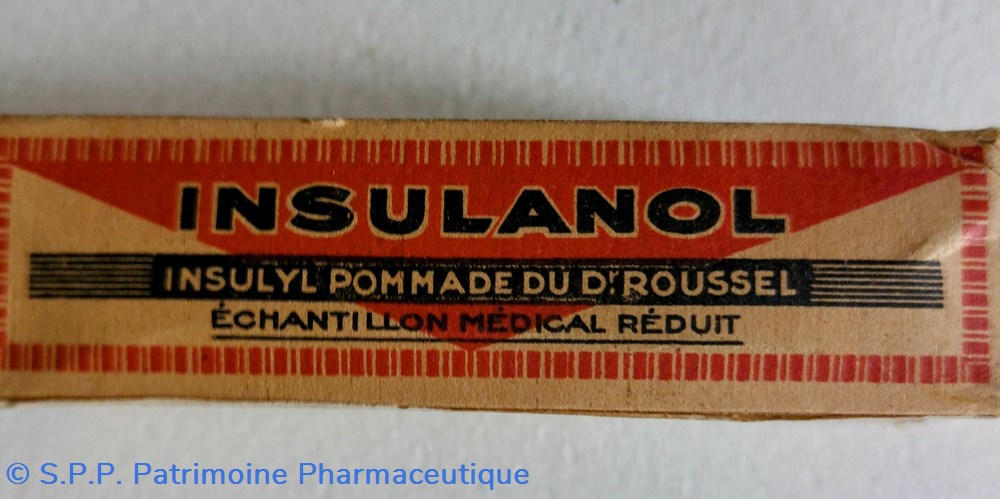 INSULANOL
INSULYL POMMADE DU Dr. ROUSSEL
ÉCHANTILLON MÉDICAL RÉDUIT
© S.P.P. Patrimoine Pharmaceutique